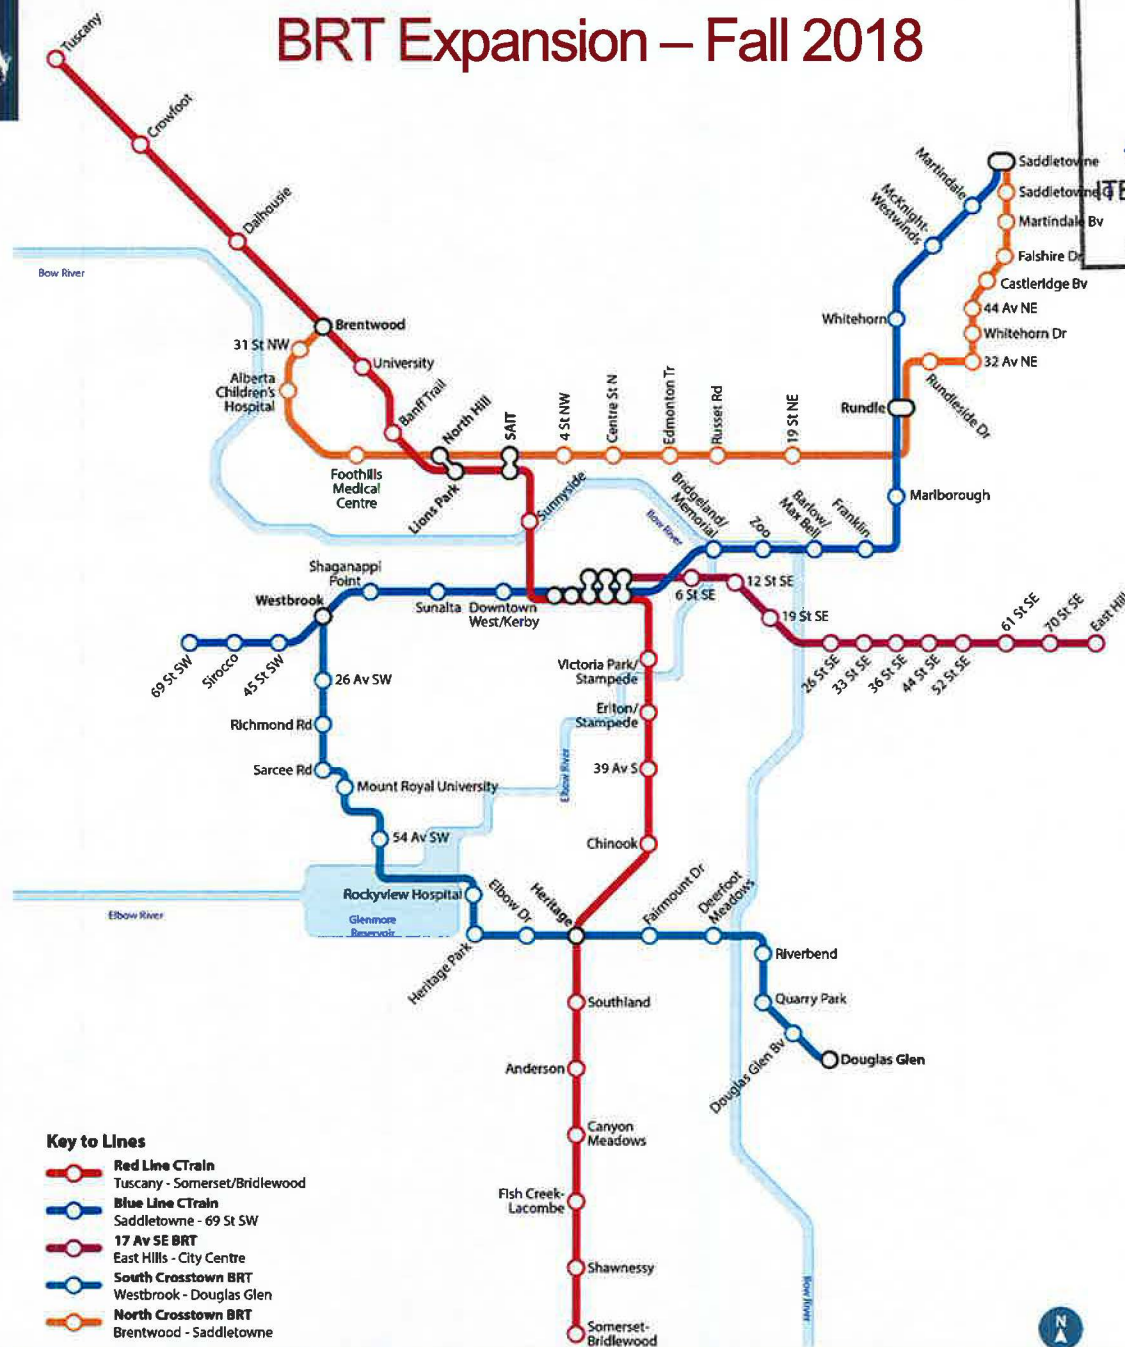 BRT Expansion – Fall 2018
Tuscany
Crowfoot
Dalhousie
Bow River
Brentwood
31 St NW
University
Alberta
Children's
Hospital
Banff Trail
North Hill
SAIT
4 St NW
Centre St N
Edmonton Tr
Russet Rd
19 St NE
Foothills
Medical
Centre
Lions Park
Sunnyside
Martindale
McKnight-
Westwinds
Whitehorn
Rundle
Marlborough
Saddletowne
Martindale Bv
Falshire Dr
Castleridge Bv
44 Av NE
Whitehorn Dr
32 Av NE
Rundleside Dr
Bow River
Bridgeland/
Memorial
Zoo
Barlow/
Max Bell
Franklin
Shaganappi
Point
Westbrook
Sunalta
Downtown
West/Kerby
69 St SW
Sirocco
45 St SW
6 St SE
12 St SE
19 St SE
26 St SE
33 St SE
36 St SE
44 St SE
52 St SE
61 St SE
70 St SE
East Hill
26 Av SW
Richmond Rd
Sarcee Rd
Mount Royal University
54 Av SW
Rockyview Hospital
Elbow River
Glenmore
Reservoir
Heritage Park
Elbow Dr
Heritage
Fairmount Dr
Deerfoot
Meadows
Victoria Park/
Stampede
Erlton/
Stampede
Elbow River
39 Av S
Chinook
Riverbend
Quarry Park
Douglas Glen Bv
Douglas Glen
Southland
Anderson
Canyon
Meadows
Fish Creek-
Lacombe
Shawnessy
Somerset-
Bridlewood
Bow River
Key to Lines
Red Line CTrain
Tuscany - Somerset/Bridlewood
Blue Line CTrain
Saddletowne - 69 St SW
17 Av SE BRT
East Hills - City Centre
South Crosstown BRT
Westbrook - Douglas Glen
North Crosstown BRT
Brentwood - Saddletowne
N